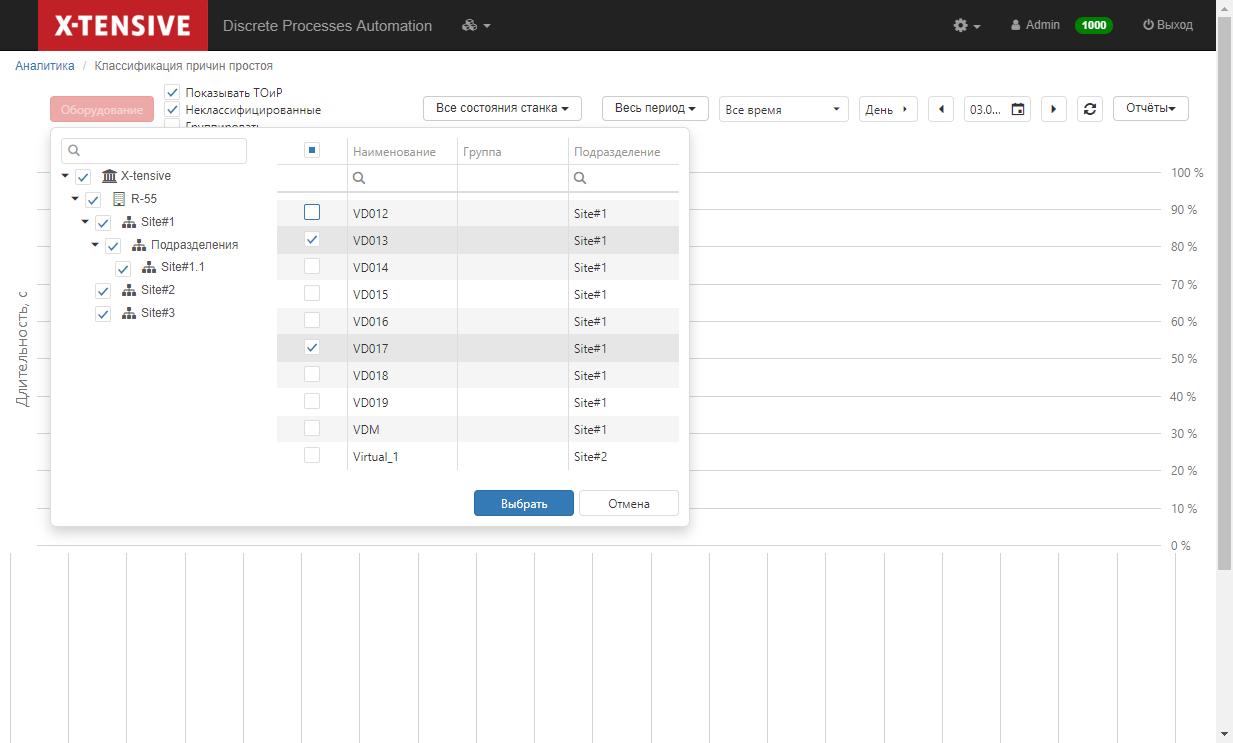 X-TENSIVE Discrete Processes Automation Admin 1000 Выход
Аналитика / Классификация причин простоя
Оборудование
Показывать ТОиР
Неклассифицированные
Группировать
Все состояния станка Весь период Все время День 03.0... Отчёты
Наименование Группа Подразделение
X-tensive
R-55
Site#1
Подразделения
Site#1.1
Site#2
Site#3
VD012 Site#1
VD013 Site#1
VD014 Site#1
VD015 Site#1
VD016 Site#1
VD017 Site#1
VD018 Site#1
VD019 Site#1
VDM Site#1
Virtual_1 Site#2
Выбрать Отмена
Длительность, с
100 %
90 %
80 %
70 %
60 %
50 %
40 %
30 %
20 %
10 %
0 %